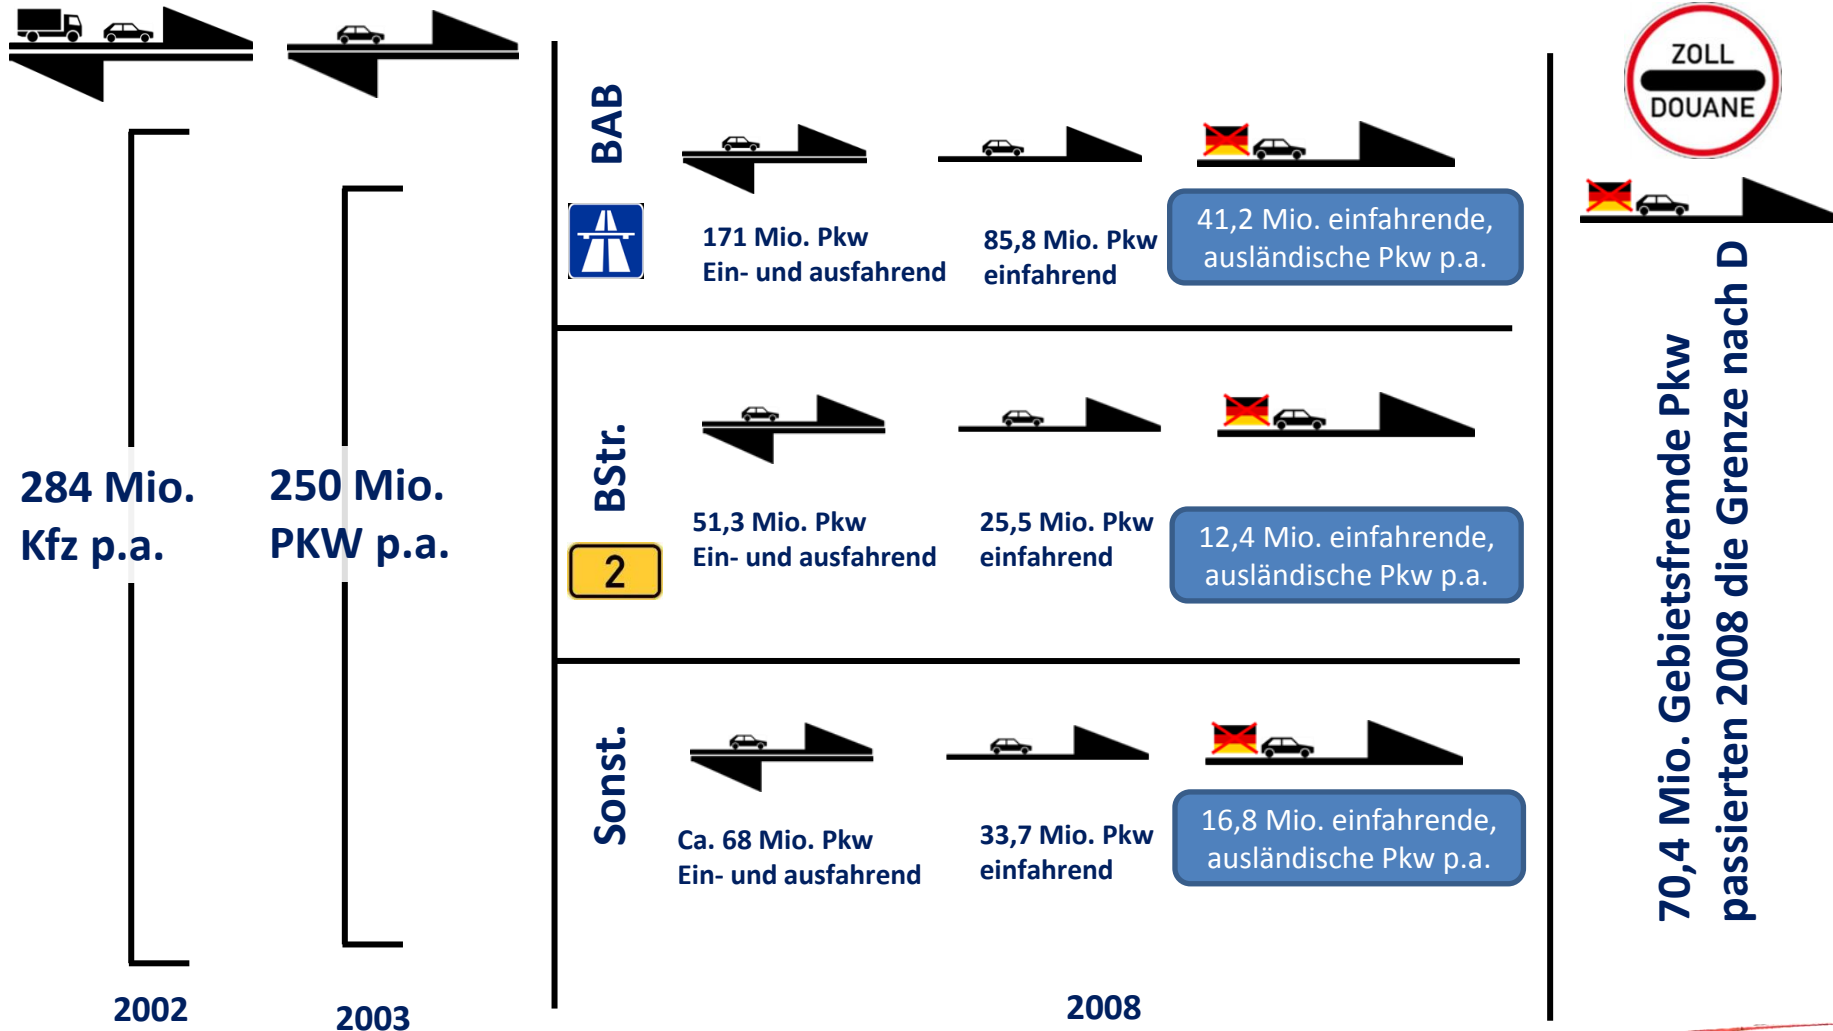 284 Mio.
Kfz p.a.
2002
250 Mio.
PKW p.a.
2003
BAB
171 Mio. Pkw
Ein- und ausfahrend
85,8 Mio. Pkw
einfahrend
41,2 Mio. einfahrende,
ausländische Pkw p.a.
BStr.
2
51,3 Mio. Pkw
Ein- und ausfahrend
25,5 Mio. Pkw
einfahrend
12,4 Mio. einfahrende,
ausländische Pkw p.a.
Sonst.
Ca. 68 Mio. Pkw
Ein- und ausfahrend
33,7 Mio. Pkw
einfahrend
16,8 Mio. einfahrende,
ausländische Pkw p.a.
2008
ZOLL
DOUANE
70,4 Mio. Gebietsfremde Pkw
passierten 2008 die Grenze nach D